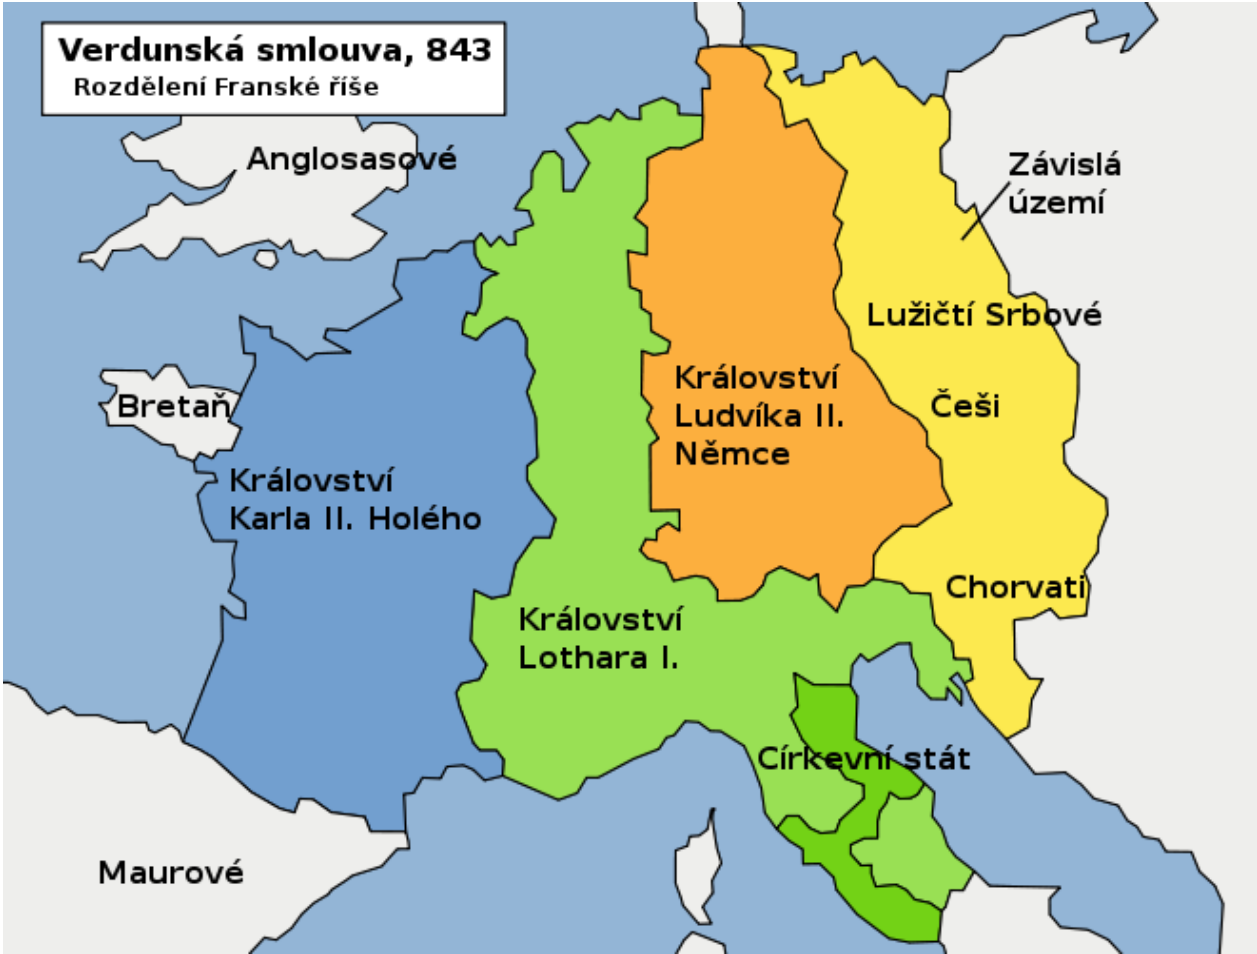 Verdunská smlouva, 843
Rozdělení Franské říše
Anglosasové
Závislá
území
Lužičtí Srbové
Království
Ludvíka II.
Němce
Bretaň
Češi
Království
Karla II. Holého
Chorvati
Království
Lothara I.
Církevní stát
Maurové